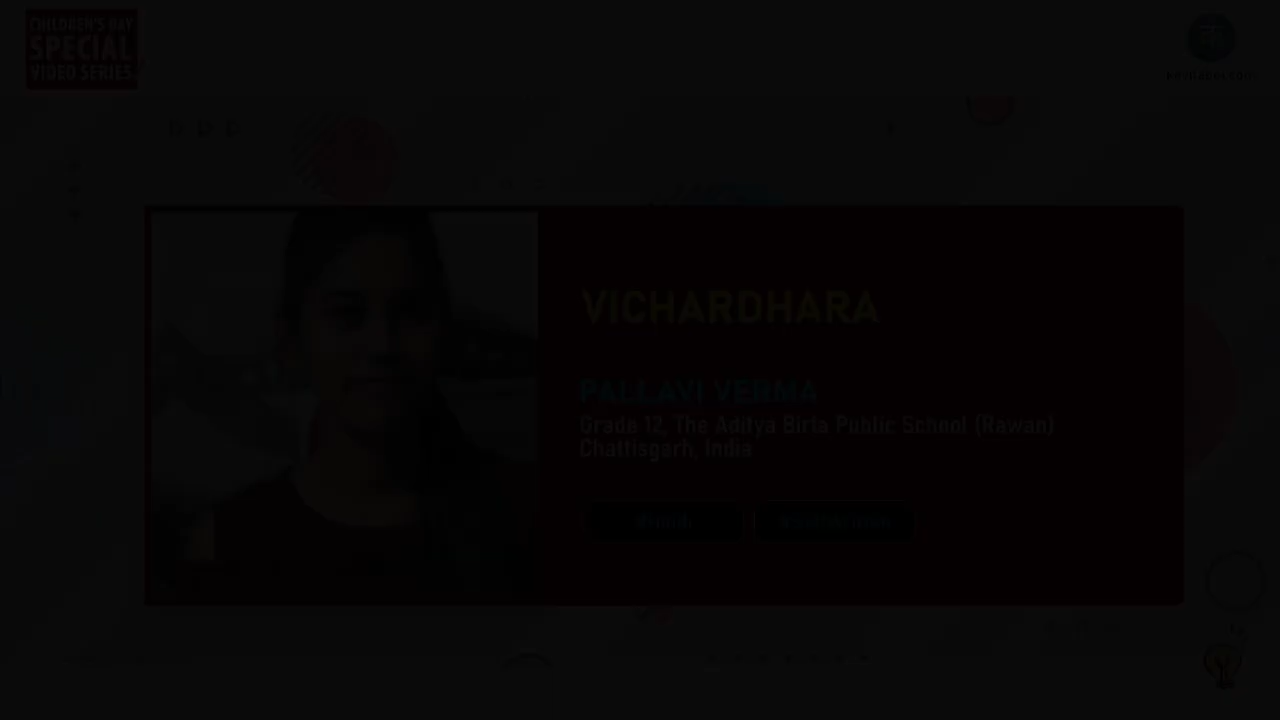 CHILDREN'S DAY
SPECIAL
VIDEO SERIES
VICHARDHARA
PALLAVI VERMA
Grade 12, The Aditya Birla Public School (Rawan)
Chattisgarh, India